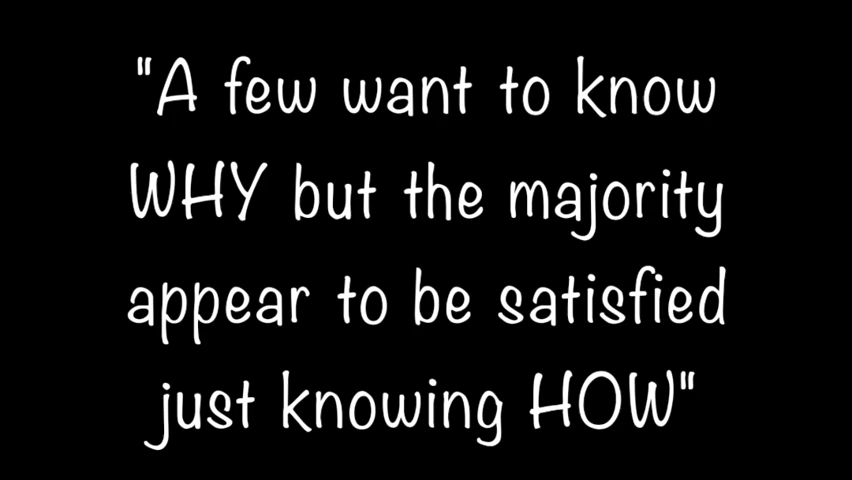 "A few want to know
WHY but the majority
appear to be satisfied
just knowing HOW"